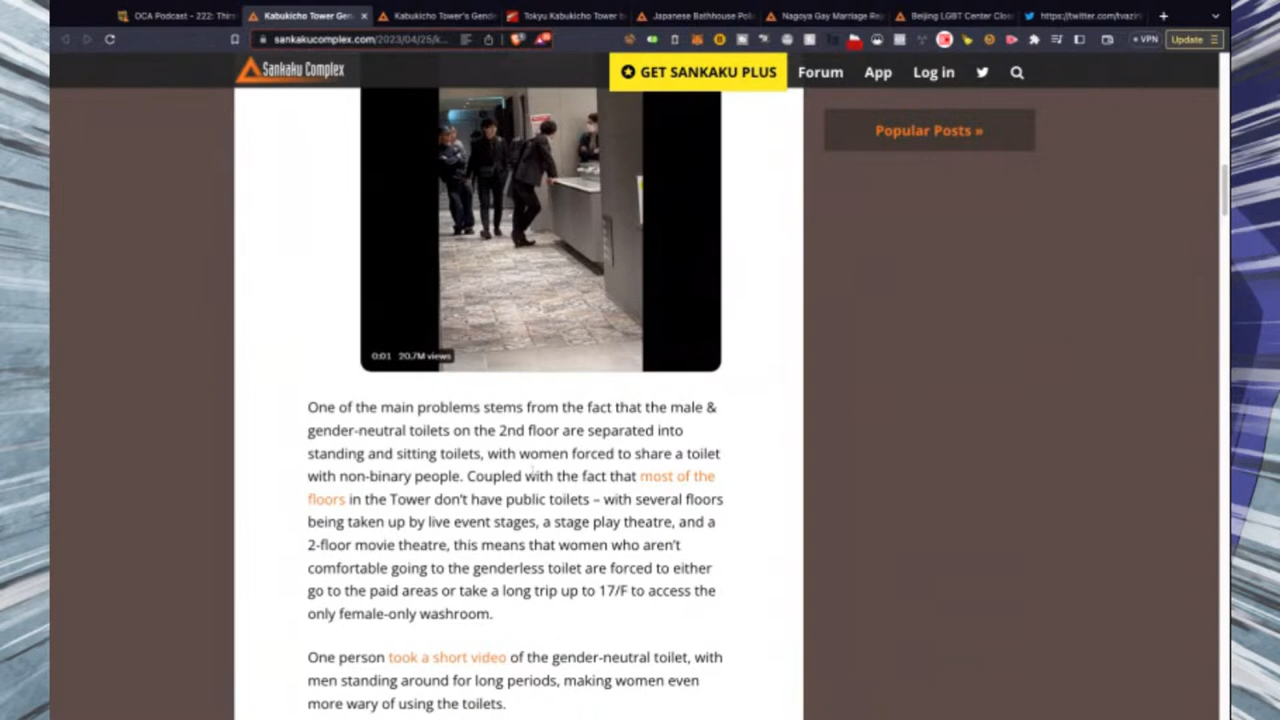 OCA Podcast - 222: Thirs
Kabukicho Tower Gen
Kabukicho Tower's Gende
Tokyu Kabukicho Tower t
Japanese Bathhouse Poli
Nagoya Gay Marriage Re
Beijing LGBT Center Clos
https://twitter.com/tvazin
sankakucomplex.com/2023/04/25/k...
VPN
Update
Sankaku Complex
GET SANKAKU PLUS
Forum
App
Log in
Popular Posts »
0:01 20.7M views
One of the main problems stems from the fact that the male &
gender-neutral toilets on the 2nd floor are separated into
standing and sitting toilets, with women forced to share a toilet
with non-binary people. Coupled with the fact that most of the
floors in the Tower don't have public toilets – with several floors
being taken up by live event stages, a stage play theatre, and a
2-floor movie theatre, this means that women who aren't
comfortable going to the genderless toilet are forced to either
go to the paid areas or take a long trip up to 17/F to access the
only female-only washroom.
One person took a short video of the gender-neutral toilet, with
men standing around for long periods, making women even
more wary of using the toilets.